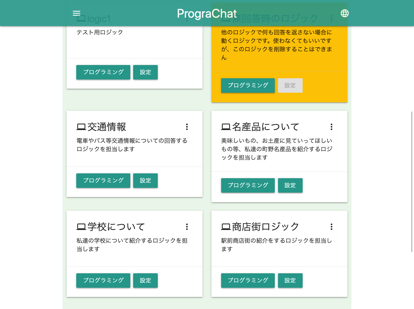 PrograChat
logic1
テスト用ロジック
プログラミング 設定
回答時のロジック
他のロジックで何も回答を返さない場合に
動くロジックです。使わなくてもいいです
が、このロジックを削除することはできませ
ん
プログラミング 設定
交通情報
電車やバス等交通情報についての回答する
ロジックを担当します
プログラミング 設定
名産品について
美味しいもの、お土産に見ていってほしい
もの等、私達の町野名産品を紹介するロジ
ックを担当します
プログラミング 設定
学校について
私達の学校について紹介するロジックを担
当します
プログラミング 設定
商店街ロジック
駅前商店街の紹介をするロジックを担当し
ます
プログラミング 設定